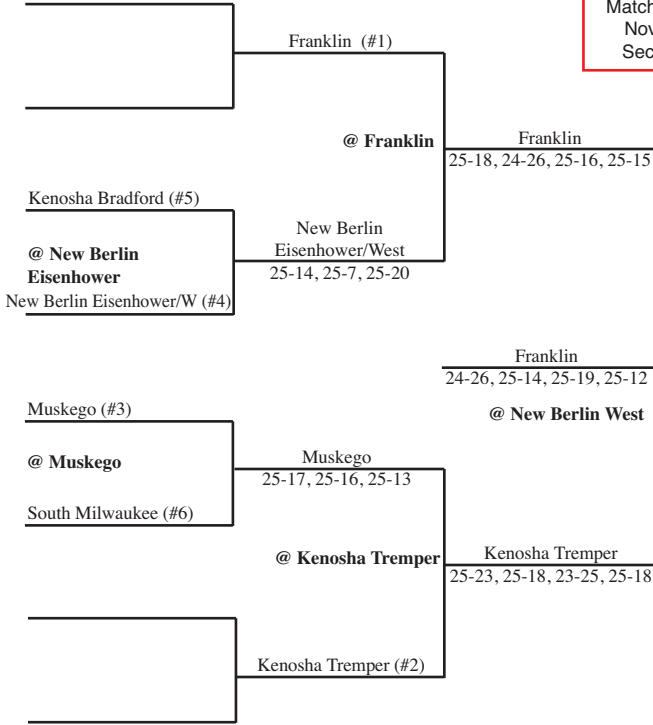 Match
Nov
Sec
Franklin (#1)
@ Franklin
Franklin
25-18, 24-26, 25-16, 25-15
Kenosha Bradford (#5)
@ New Berlin
Eisenhower
New Berlin Eisenhower/W (#4)
New Berlin
Eisenhower/West
25-14, 25-7, 25-20
Franklin
24-26, 25-14, 25-19, 25-12
@ New Berlin West
Muskego (#3)
@ Muskego
South Milwaukee (#6)
Muskego
25-17, 25-16, 25-13
@ Kenosha Tremper
Kenosha Tremper
25-23, 25-18, 23-25, 25-18
Kenosha Tremper (#2)